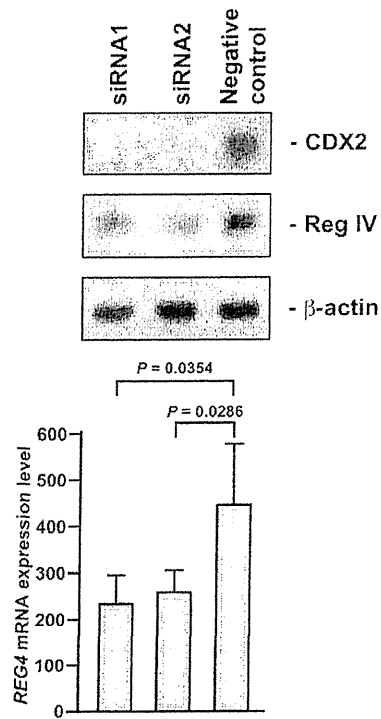 siRNA1
siRNA2
Negative
control
- CDX2
- Reg IV
- β-actin
P = 0.0354
P = 0.0286
REG4 mRNA expression level
600
500
400
300
200
100
0